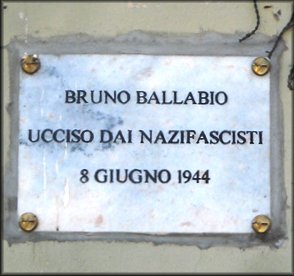 BRUNO BALLABIO
UCCISO DAI NAZIFASCISTI
8 GIUGNO 1944